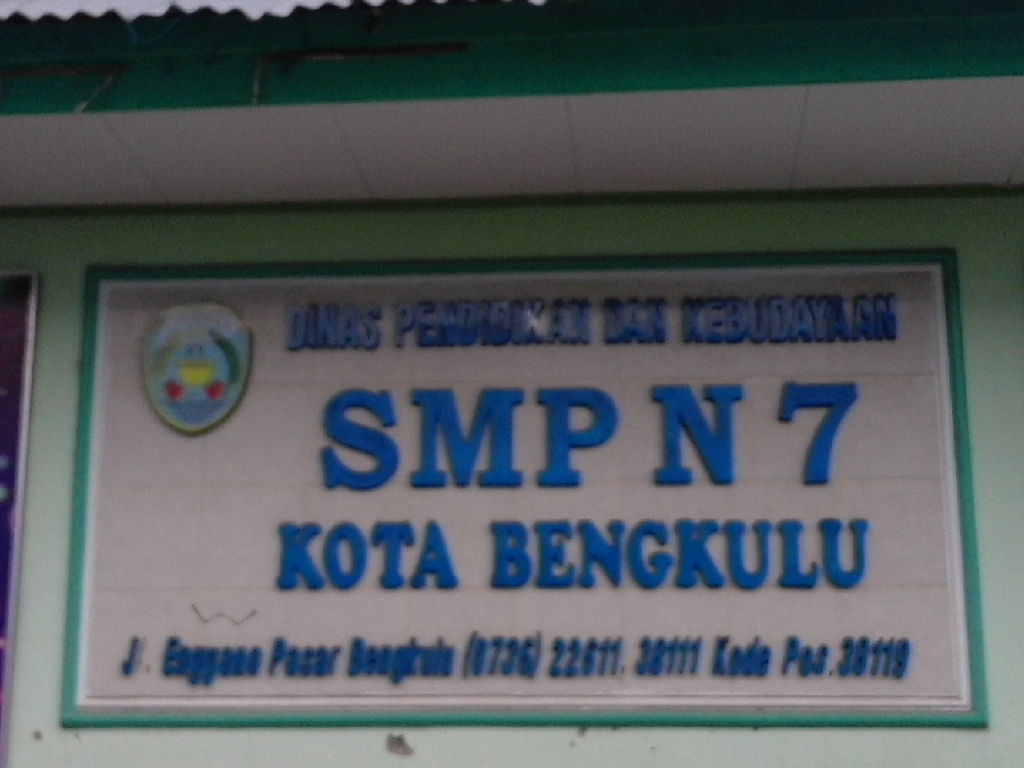 DINAS PENDIDIKAN DAN KEBUDAYAAN
SMP N 7
KOTA BENGKULU
Jl. Enggano Pasar Bengkulu (0736) 22611. 38111 Kode Pos. 38119